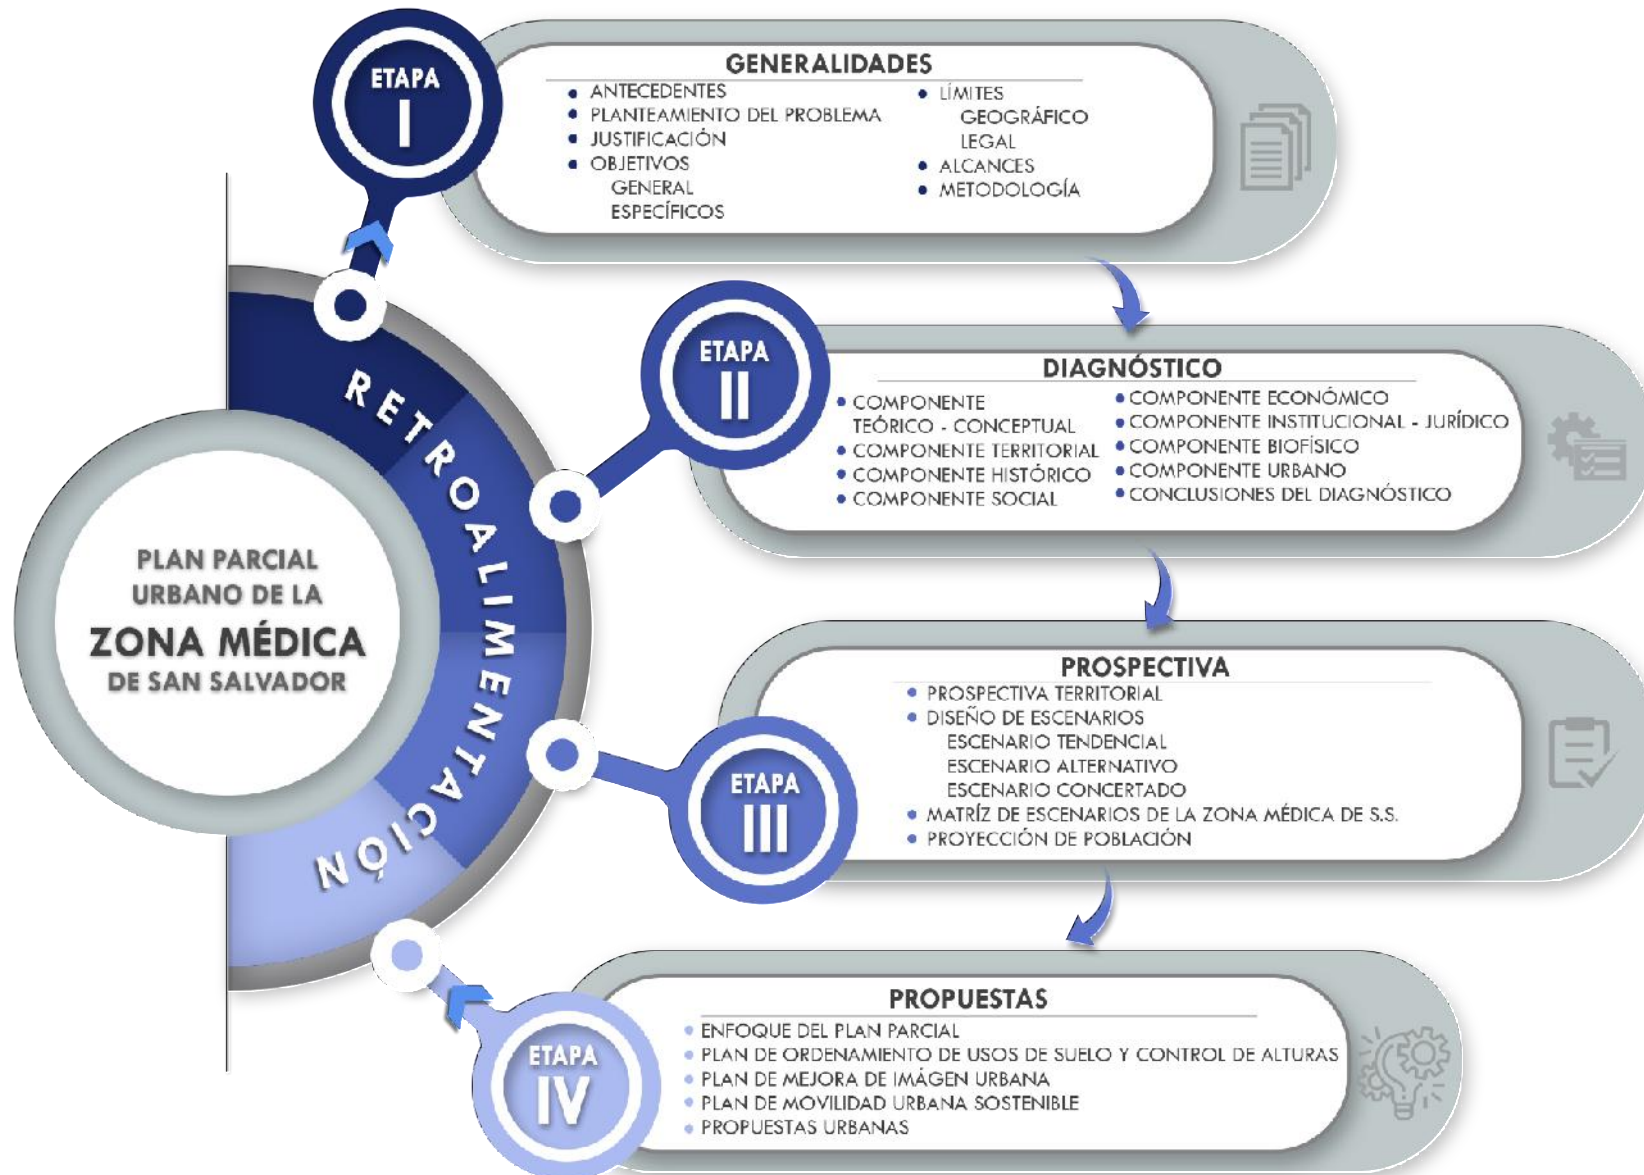 PLAN PARCIAL
URBANO DE LA
ZONA MÉDICA
DE SAN SALVADOR
RETROALIMENTACIÓN
ETAPA
I
GENERALIDADES
• ANTECEDENTES
• PLANTEAMIENTO DEL PROBLEMA
• JUSTIFICACIÓN
• OBJETIVOS
GENERAL
ESPECÍFICOS
• LÍMITES
GEOGRÁFICO
LEGAL
• ALCANCES
• METODOLOGÍA
ETAPA
II
DIAGNÓSTICO
• COMPONENTE
TEÓRICO - CONCEPTUAL
• COMPONENTE TERRITORIAL
• COMPONENTE HISTÓRICO
• COMPONENTE SOCIAL
• COMPONENTE ECONÓMICO
• COMPONENTE INSTITUCIONAL - JURÍDICO
• COMPONENTE BIOFÍSICO
• COMPONENTE URBANO
• CONCLUSIONES DEL DIAGNÓSTICO
ETAPA
III
PROSPECTIVA
• PROSPECTIVA TERRITORIAL
• DISEÑO DE ESCENARIOS
ESCENARIO TENDENCIAL
ESCENARIO ALTERNATIVO
ESCENARIO CONCERTADO
• MATRÍZ DE ESCENARIOS DE LA ZONA MÉDICA DE S.S.
• PROYECCIÓN DE POBLACIÓN
ETAPA
IV
PROPUESTAS
• ENFOQUE DEL PLAN PARCIAL
• PLAN DE ORDENAMIENTO DE USOS DE SUELO Y CONTROL DE ALTURAS
• PLAN DE MEJORA DE IMÁGEN URBANA
• PLAN DE MOVILIDAD URBANA SOSTENIBLE
• PROPUESTAS URBANAS